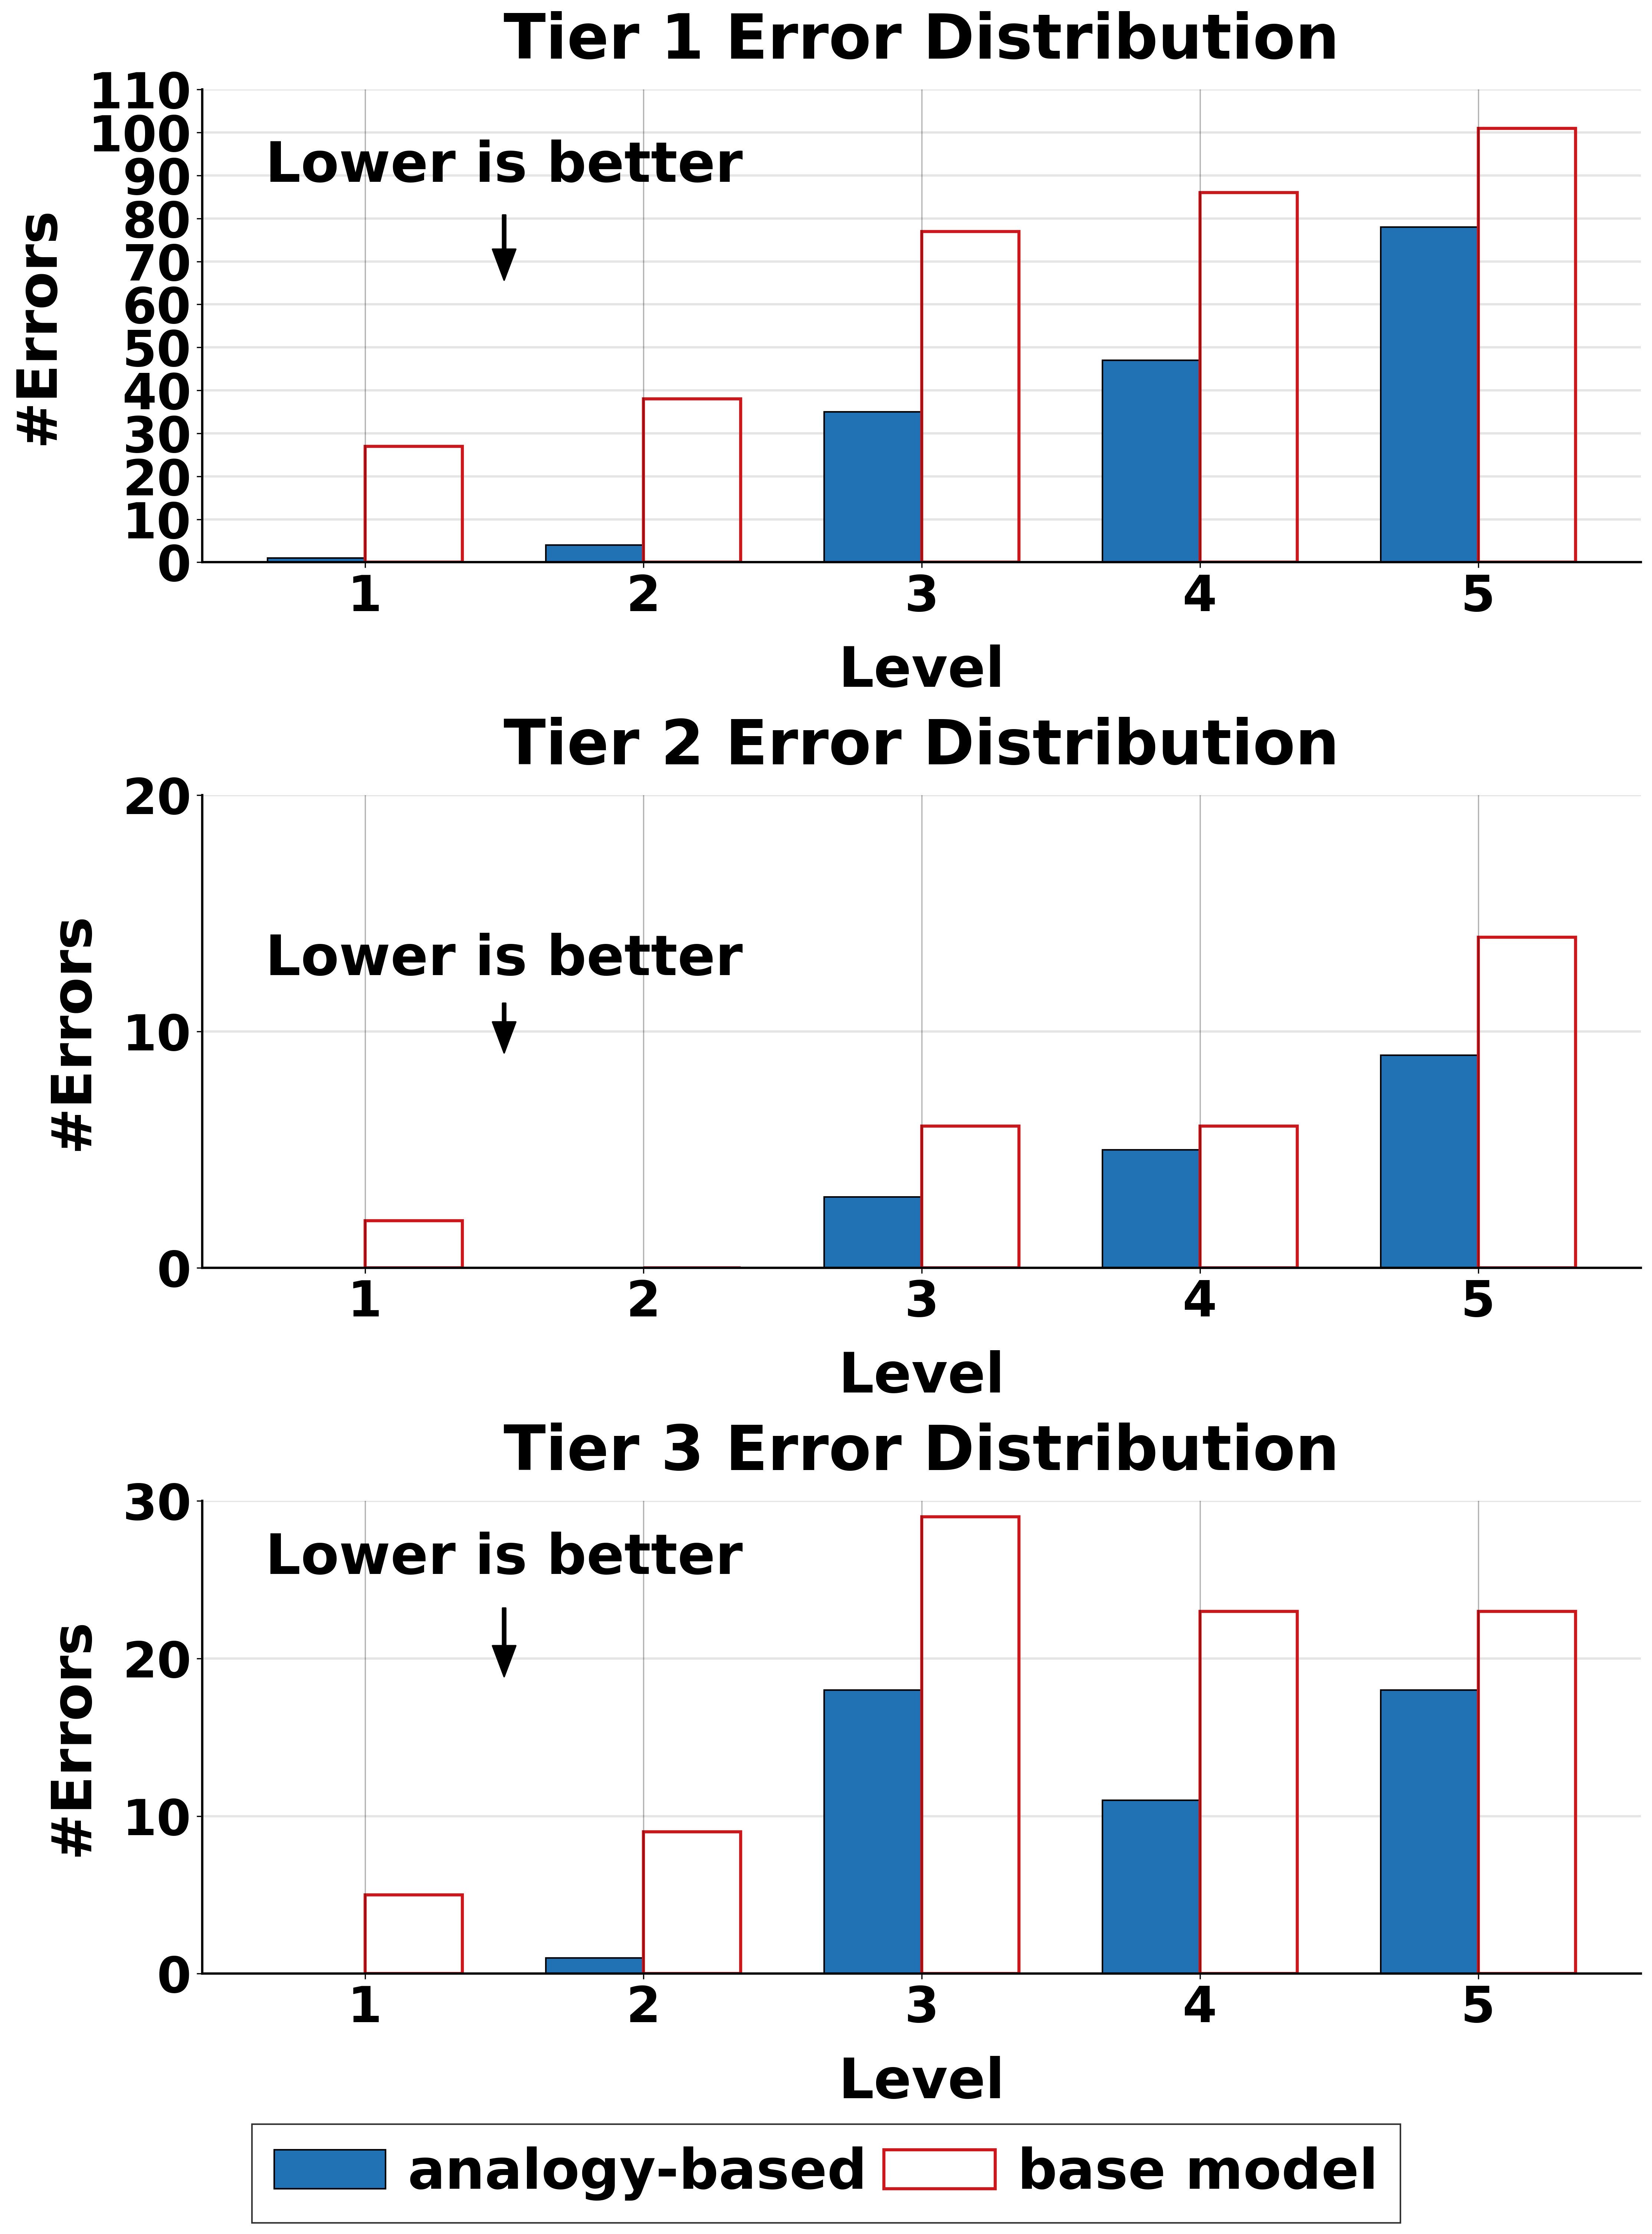 Tier 1 Error Distribution
110
100
90
80
70
60
50
40
30
20
10
0
#Errors
Lower is better
1 2 3 4 5
Level
Tier 2 Error Distribution
20
10
0
#Errors
Lower is better
1 2 3 4 5
Level
Tier 3 Error Distribution
30
20
10
0
#Errors
Lower is better
1 2 3 4 5
Level
analogy-based base model